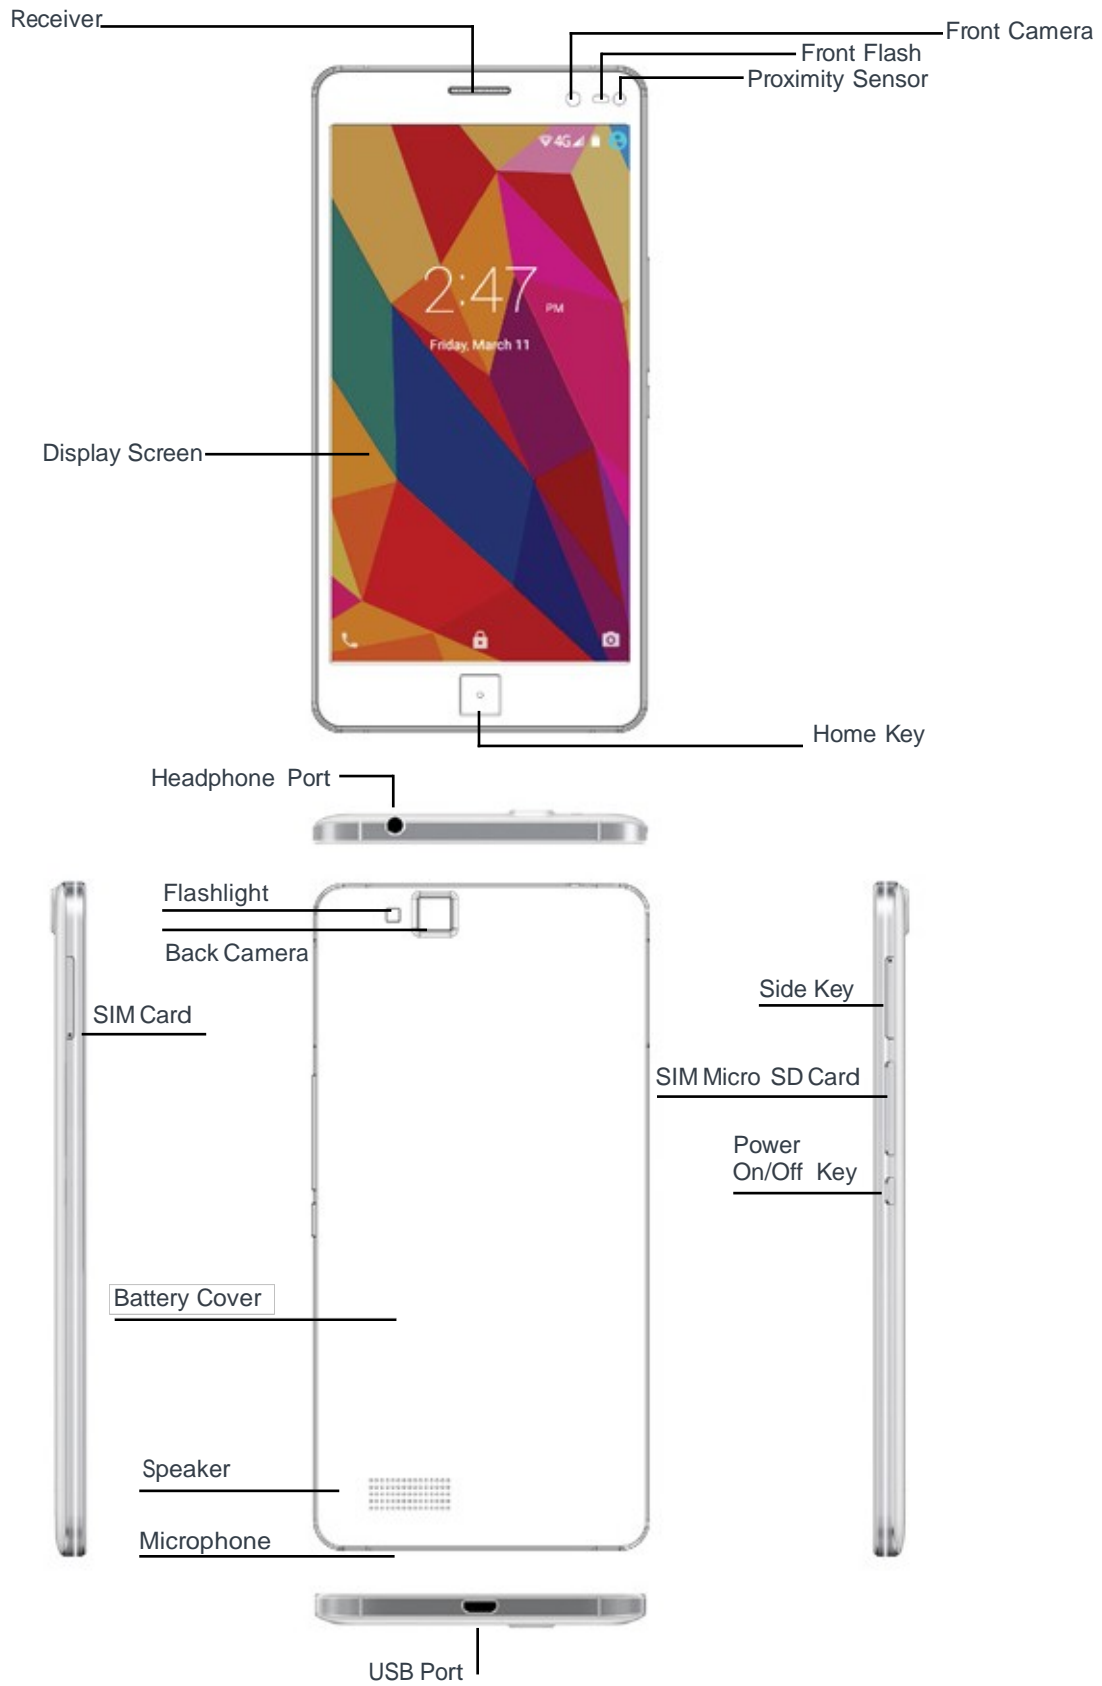 Receiver
Front Camera
Front Flash
Proximity Sensor
4G
2:47 PM
Friday, March 11
Display Screen
Home Key
Headphone Port
Flashlight
Back Camera
SIM Card
Side Key
SIM Micro SD Card
Power
On/Off Key
Battery Cover
Speaker
Microphone
USB Port